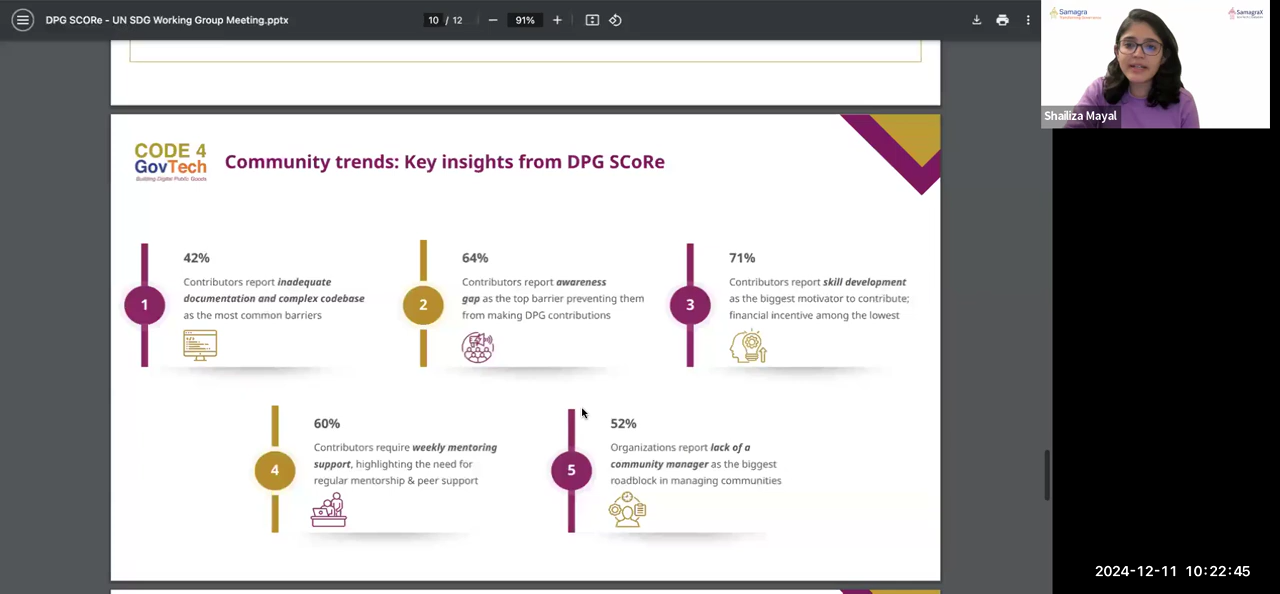 DPG SCORe - UN SDG Working Group Meeting.pptx
10 / 12
91%
Samagra
Transforming Governance
SamagraX
Shailiza Mayal
CODE 4
GovTech
Building Digital Public Goods
Community trends: Key insights from DPG SCoRe
1
42%
Contributors report inadequate
documentation and complex codebase
as the most common barriers
2
64%
Contributors report awareness
gap as the top barrier preventing them
from making DPG contributions
3
71%
Contributors report skill development
as the biggest motivator to contribute;
financial incentive among the lowest
4
60%
Contributors require weekly mentoring
support, highlighting the need for
regular mentorship & peer support
5
52%
Organizations report lack of a
community manager as the biggest
roadblock in managing communities
2024-12-11 10:22:45